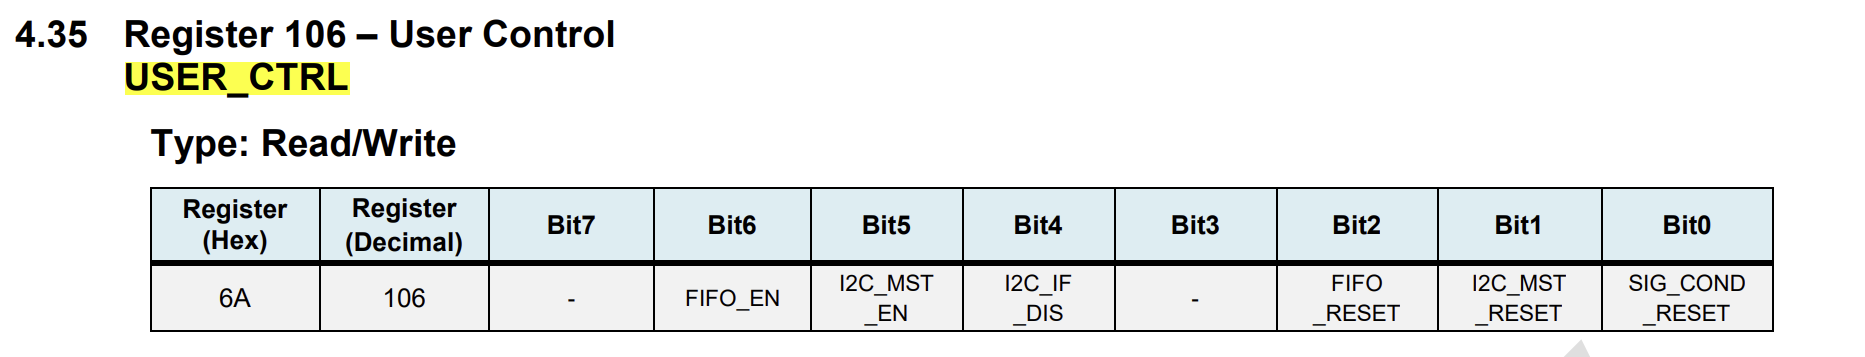 4.35 Register 106 – User Control
USER_CTRL
Type: Read/Write
Register (Hex) Register (Decimal) Bit7 Bit6 Bit5 Bit4 Bit3 Bit2 Bit1 Bit0
6A 106 - FIFO_EN I2C_MST _EN I2C_IF _DIS - FIFO _RESET I2C_MST _RESET SIG_COND _RESET